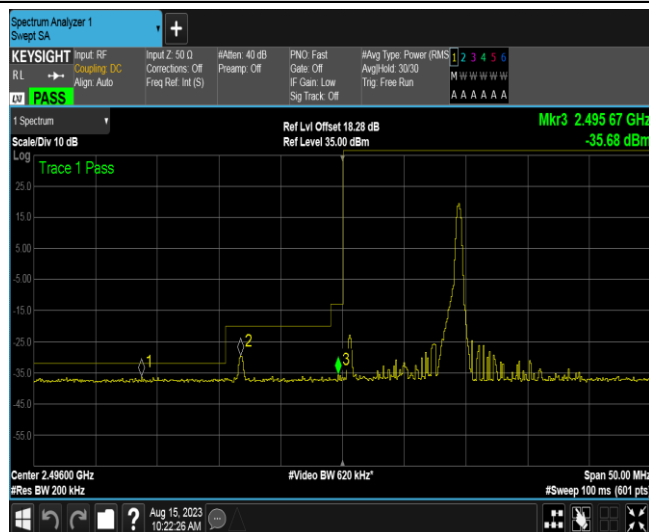 Spectrum Analyzer 1
Swept SA
+
KEYSIGHT
RL
LXI PASS
Input: RF
Coupling: DC
Align: Auto
Input Z: 50 Ω
Corrections: Off
Freq Ref: Int (S)
#Atten: 40 dB
Preamp: Off
PNO: Fast
Gate: Off
IF Gain: Low
Sig Track: Off
#Avg Type: Power (RMS
Avg|Hold: 30/30
Trig: Free Run
1 2 3 4 5 6
M W W W W W
A A A A A A
1 Spectrum
Scale/Div 10 dB
Ref Lvl Offset 18.28 dB
Ref Level 35.00 dBm
Mkr3 2.495 67 GHz
-35.68 dBm
Log
Trace 1 Pass
25.0
15.0
5.00
-5.00
-15.0
-25.0
-35.0
-45.0
-55.0
1
2
3
Center 2.49600 GHz
#Res BW 200 kHz
#Video BW 620 kHz*
Span 50.00 MHz
#Sweep 100 ms (601 pts)
?
Aug 15, 2023
10:22:26 AM